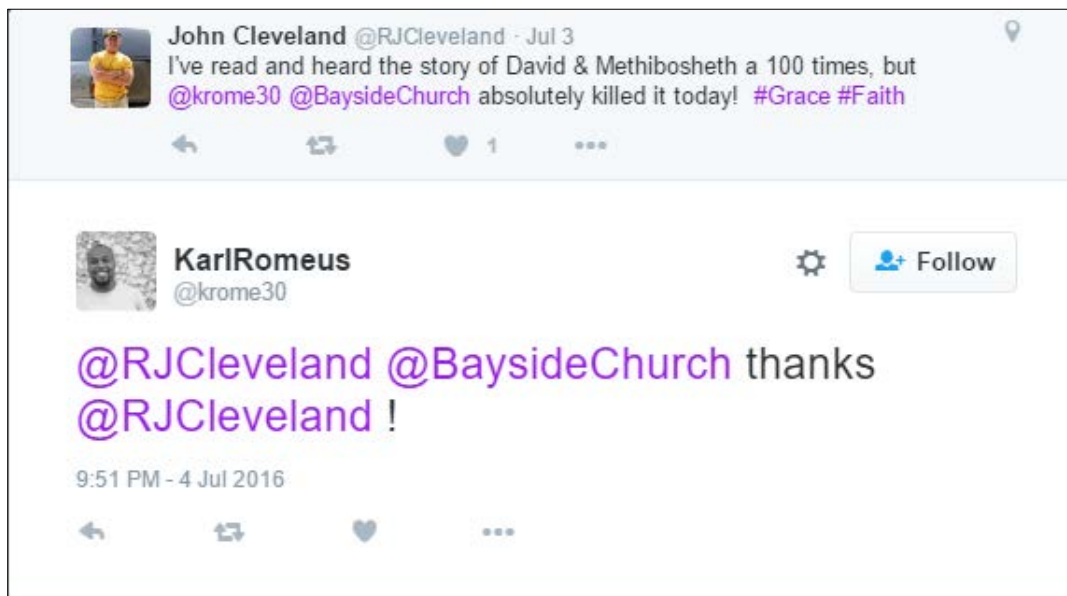 John Cleveland @RJCleveland · Jul 3
I've read and heard the story of David & Methibosheth a 100 times, but
@krome30 @BaysideChurch absolutely killed it today! #Grace #Faith
1
KarlRomeus
Follow
@krome30
@RJCleveland @BaysideChurch thanks
@RJCleveland !
9:51 PM - 4 Jul 2016